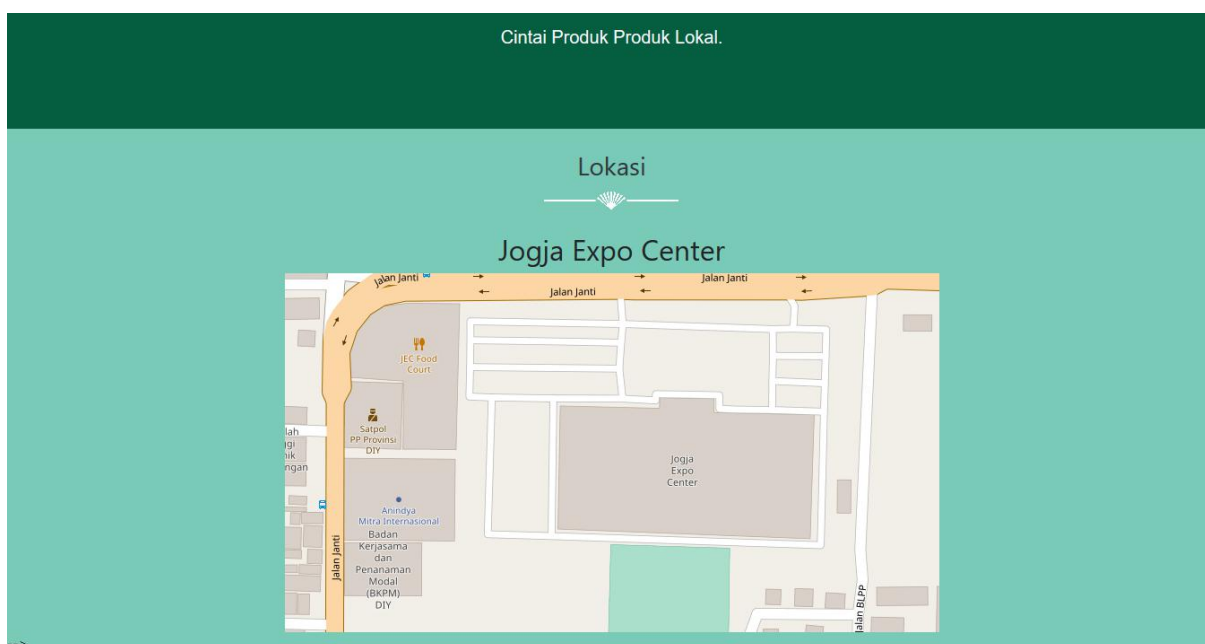 Cintai Produk Produk Lokal.
Lokasi
Jogja Expo Center
Jalan Janti
Jalan Janti
Jalan Janti
JEC Food
Court
Satpol
PP Provinsi
DIY
lah
ngan
Jogja
Expo
Center
Anindya
Mitra Internasional
Badan
Kerjasama
dan
Penanaman
Modal
(BKPM)
DIY
Jalan Janti
Jalan BLPP